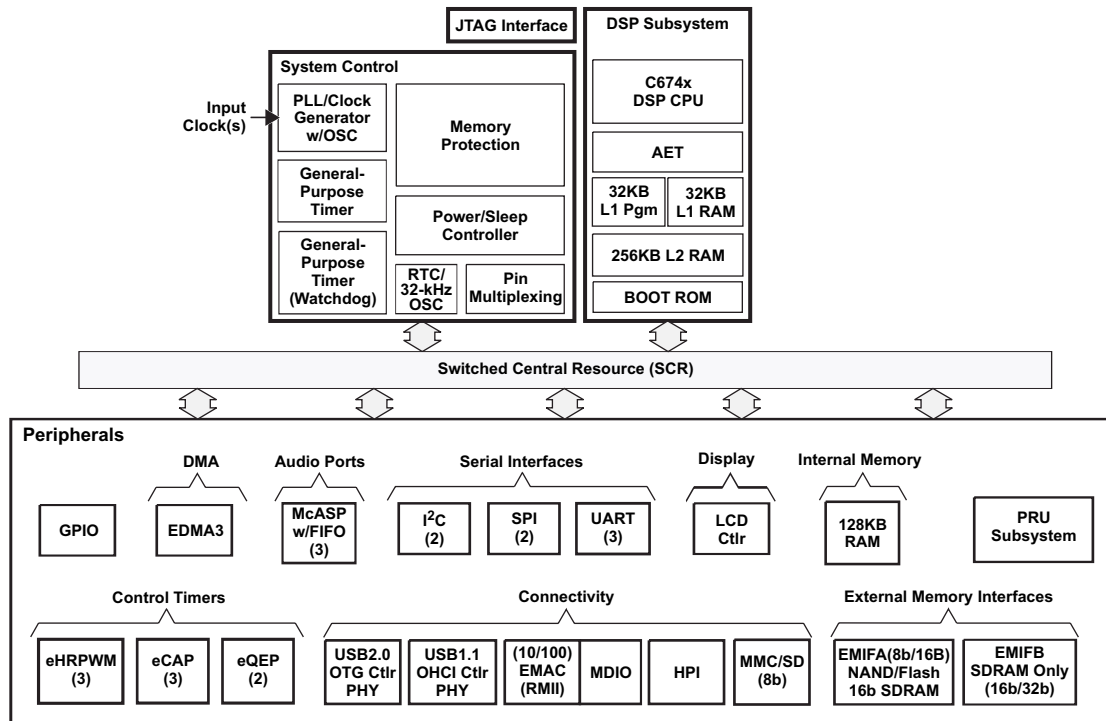 JTAG Interface
DSP Subsystem
System Control
Input
Clock(s)
PLL/Clock
Generator
w/OSC
General-
Purpose
Timer
General-
Purpose
Timer
(Watchdog)
Memory
Protection
Power/Sleep
Controller
RTC/
32-kHz
OSC
Pin
Multiplexing
C674x
DSP CPU
AET
32KB
L1 Pgm
32KB
L1 RAM
256KB L2 RAM
BOOT ROM
Switched Central Resource (SCR)
Peripherals
DMA
Audio Ports
Serial Interfaces
Display
Internal Memory
GPIO
EDMA3
McASP
w/FIFO
(3)
I²C
(2)
SPI
(2)
UART
(3)
LCD
Ctlr
128KB
RAM
PRU
Subsystem
Control Timers
Connectivity
External Memory Interfaces
eHRPWM
(3)
eCAP
(3)
eQEP
(2)
USB2.0
OTG Ctlr
PHY
USB1.1
OHCI Ctlr
PHY
(10/100)
EMAC
(RMII)
MDIO
HPI
MMC/SD
(8b)
EMIFA(8b/16B)
NAND/Flash
16b SDRAM
EMIFB
SDRAM Only
(16b/32b)